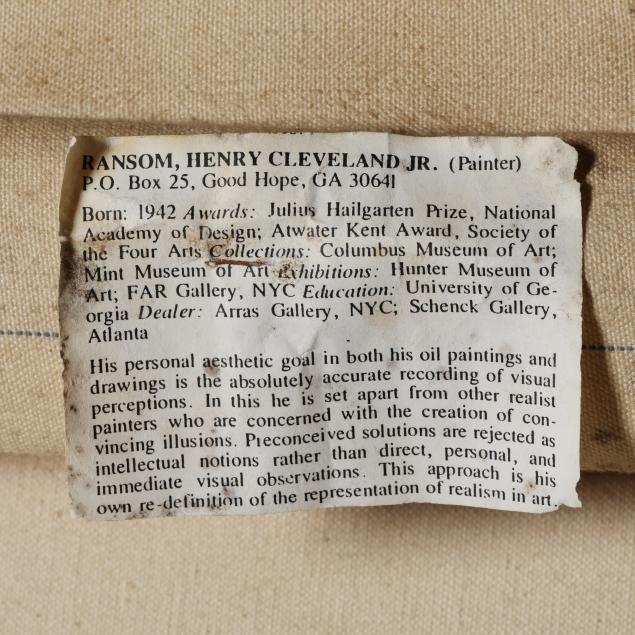 RANSOM, HENRY CLEVELAND JR. (Painter)
P.O. Box 25, Good Hope, GA 30641
Born: 1942 Awards: Julius Hailgarten Prize, National
Academy of Design; Atwater Kent Award, Society of
the Four Arts Collections: Columbus Museum of Art;
Mint Museum of Art Exhibitions: Hunter Museum of
Art; FAR Gallery, NYC Education: University of Ge-
orgia Dealer: Arras Gallery, NYC; Schenck Gallery,
Atlanta
His personal aesthetic goal in both his oil paintings and
drawings is the absolutely accurate recording of visual
perceptions. In this he is set apart from other realist
painters who are concerned with the creation of con-
vincing illusions. Preconceived solutions are rejected as
intellectual notions rather than direct, personal, and
immediate visual observations. This approach is his
own re-definition of the representation of realism in art.